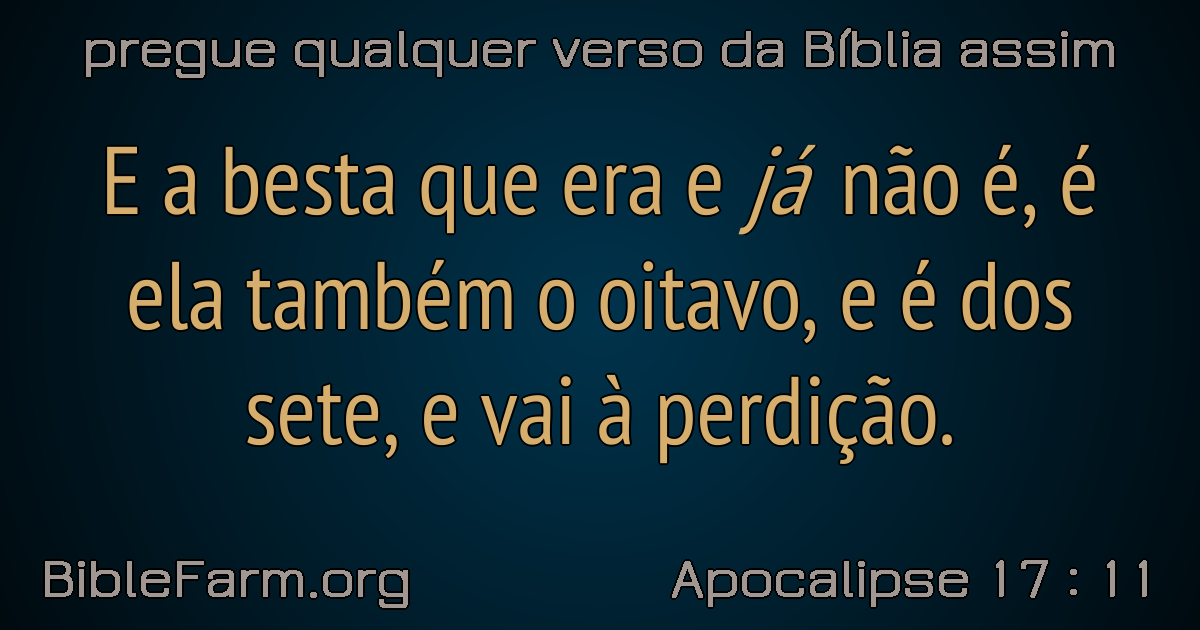 pregue qualquer verso da Bíblia assim
E a besta que era e já não é, é
ela também o oitavo, e é dos
sete, e vai à perdição.
BibleFarm.org
Apocalipse 17 : 11